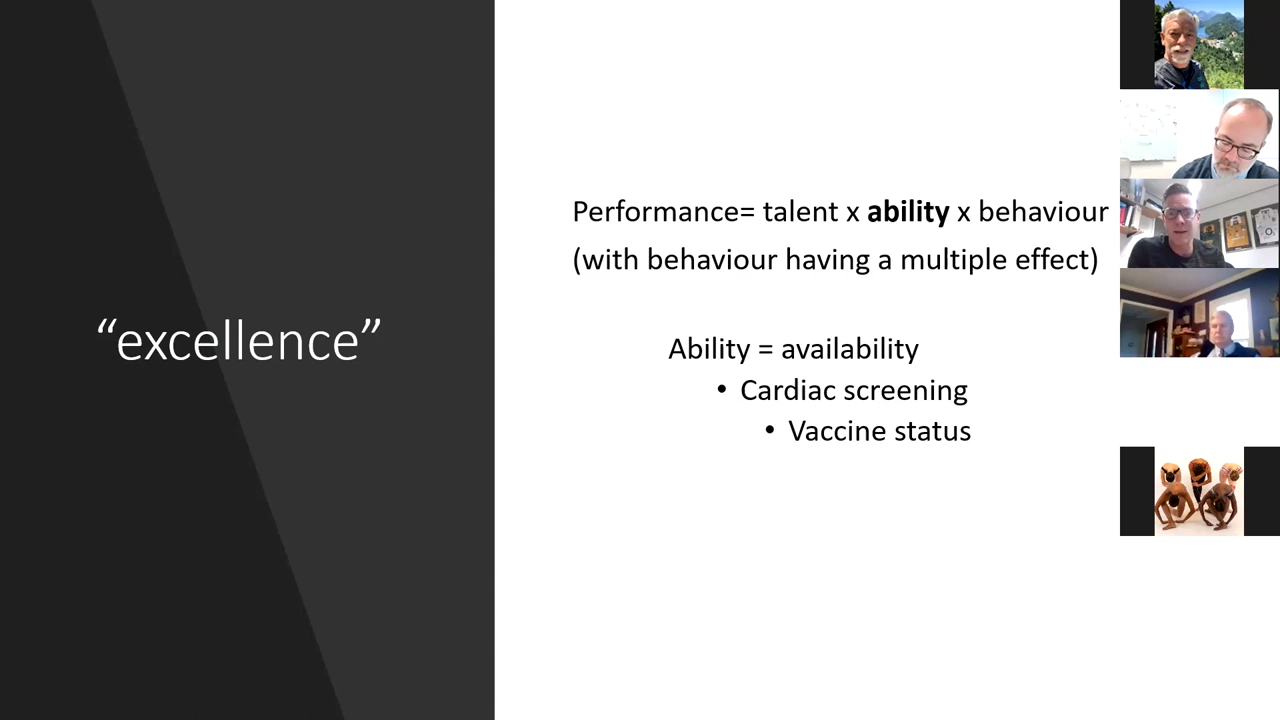 “excellence”
Performance= talent x ability x behaviour
(with behaviour having a multiple effect)
Ability = availability
• Cardiac screening
• Vaccine status